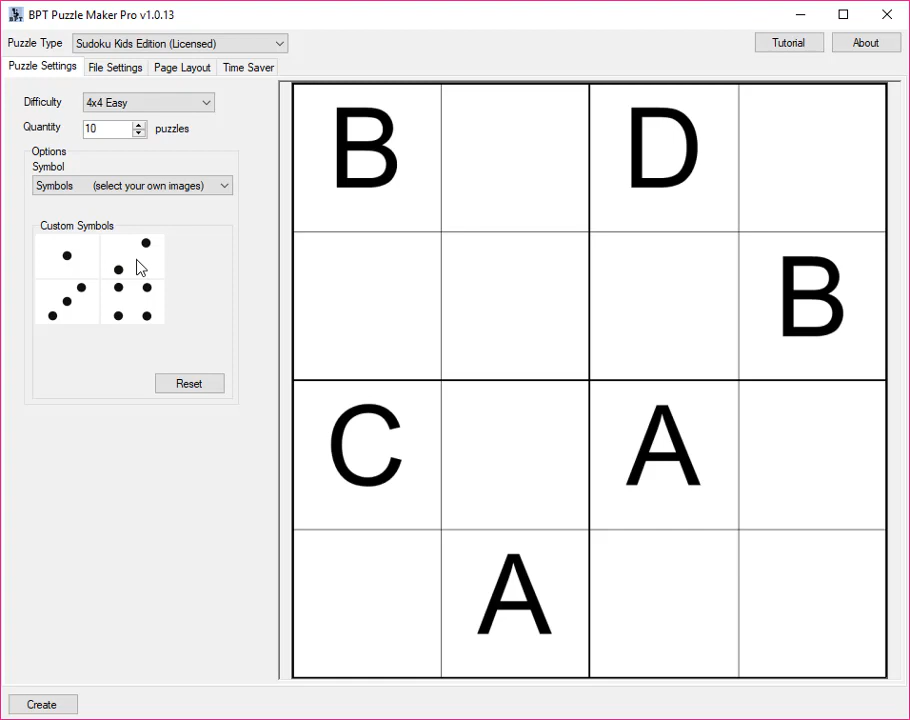 BPT Puzzle Maker Pro v1.0.13
Puzzle Type Sudoku Kids Edition (Licensed) Tutorial About
Puzzle Settings File Settings Page Layout Time Saver
Difficulty 4x4 Easy
Quantity 10 puzzles
Options
Symbol
Symbols (select your own images)
Custom Symbols
Reset
B D
B
C A
A
Create